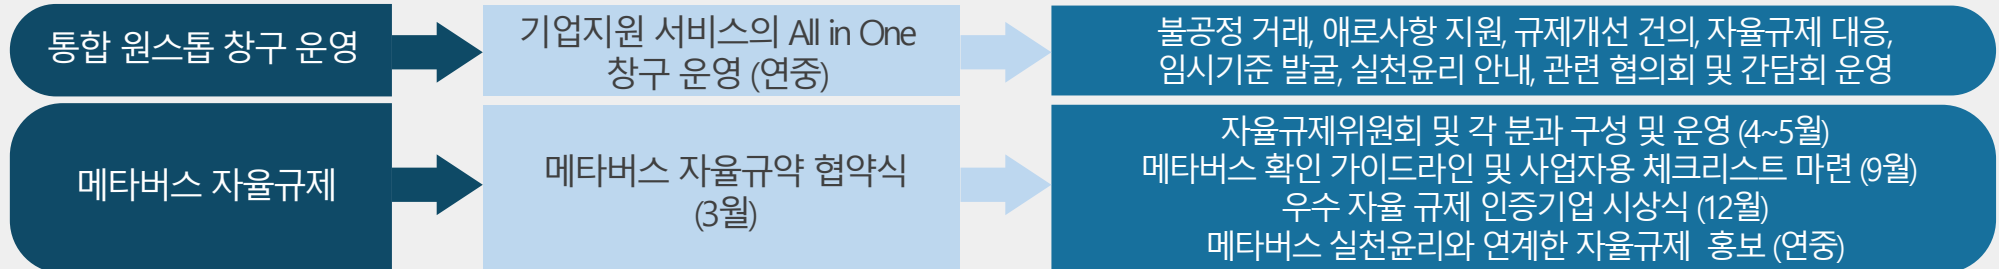 통합 원스톱 창구 운영
기업지원 서비스의 All in One
창구 운영 (연중)
불공정 거래, 애로사항 지원, 규제개선 건의, 자율규제 대응,
임시기준 발굴, 실천윤리 안내, 관련 협의회 및 간담회 운영
메타버스 자율규제
메타버스 자율규약 협약식
(3월)
자율규제위원회 및 각 분과 구성 및 운영 (4~5월)
메타버스 확인 가이드라인 및 사업자용 체크리스트 마련 (9월)
우수 자율 규제 인증기업 시상식 (12월)
메타버스 실천윤리와 연계한 자율규제 홍보 (연중)